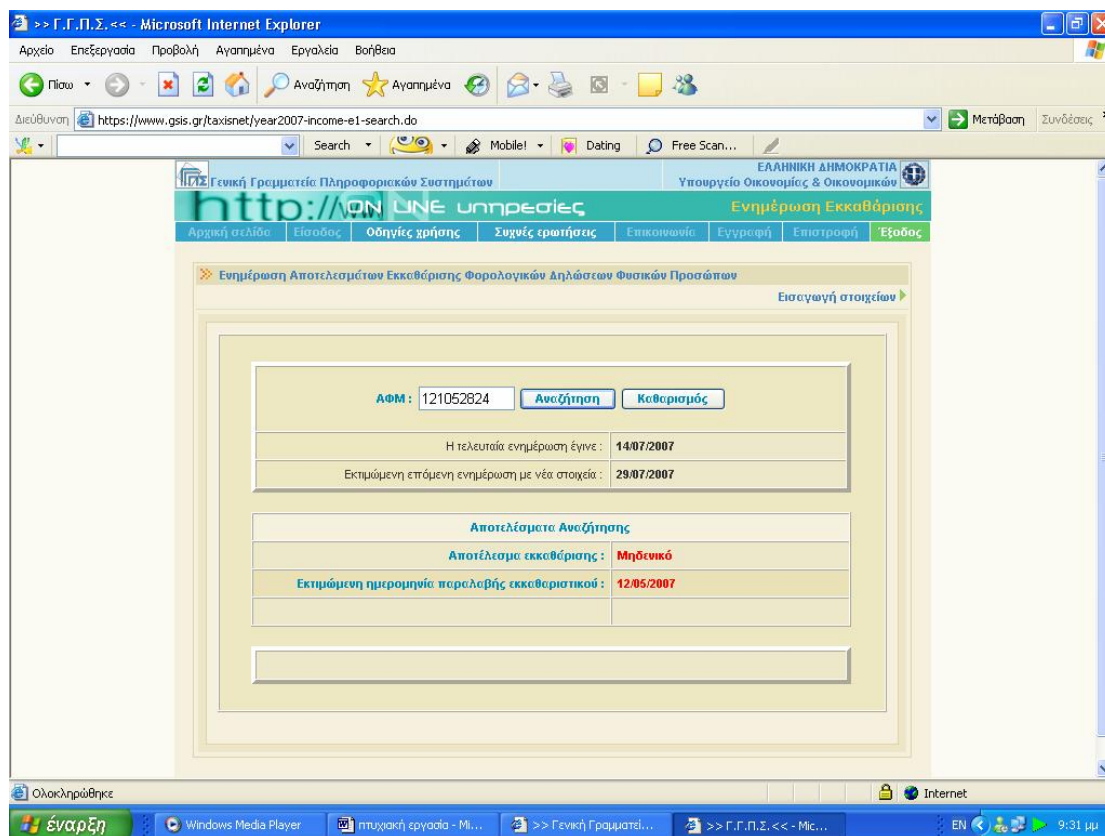 >> Γ.Γ.Π.Σ. << - Microsoft Internet Explorer
Αρχείο Επεξεργασία Προβολή Αγαπημένα Εργαλεία Βοήθεια
Πίσω Αναζήτηση Αγαπημένα
Διεύθυνση https://www.gsis.gr/taxisnet/year2007-income-e1-search.do Μετάβαση Συνδέσεις
Search Mobile! Dating Free Scan...
ΕΛΛΗΝΙΚΗ ΔΗΜΟΚΡΑΤΙΑ
Γενική Γραμματεία Πληροφοριακών Συστημάτων Υπουργείο Οικονομίας & Οικονομικών
http://www ON LINE υπηρεσίες Ενημέρωση Εκκαθάρισης
Αρχική σελίδα Είσοδος Οδηγίες χρήσης Συχνές ερωτήσεις Επικοινωνία Εγγραφή Επιστροφή Έξοδος
Ενημέρωση Αποτελεσμάτων Εκκαθάρισης Φορολογικών Δηλώσεων Φυσικών Προσώπων
Εισαγωγή στοιχείων
ΑΦΜ : 121052824 Αναζήτηση Καθαρισμός
Η τελευταία ενημέρωση έγινε : 14/07/2007
Εκτιμώμενη επόμενη ενημέρωση με νέα στοιχεία : 29/07/2007
Αποτελέσματα Αναζήτησης
Αποτέλεσμα εκκαθάρισης : Μηδενικό
Εκτιμώμενη ημερομηνία παραλαβής εκκαθαριστικού : 12/05/2007
Ολοκληρώθηκε Internet
έναρξη Windows Media Player πτυχιακή εργασία - Mi... >> Γενική Γραμματεί... >> Γ.Γ.Π.Σ. << - Mic... EN 9:31 μμ